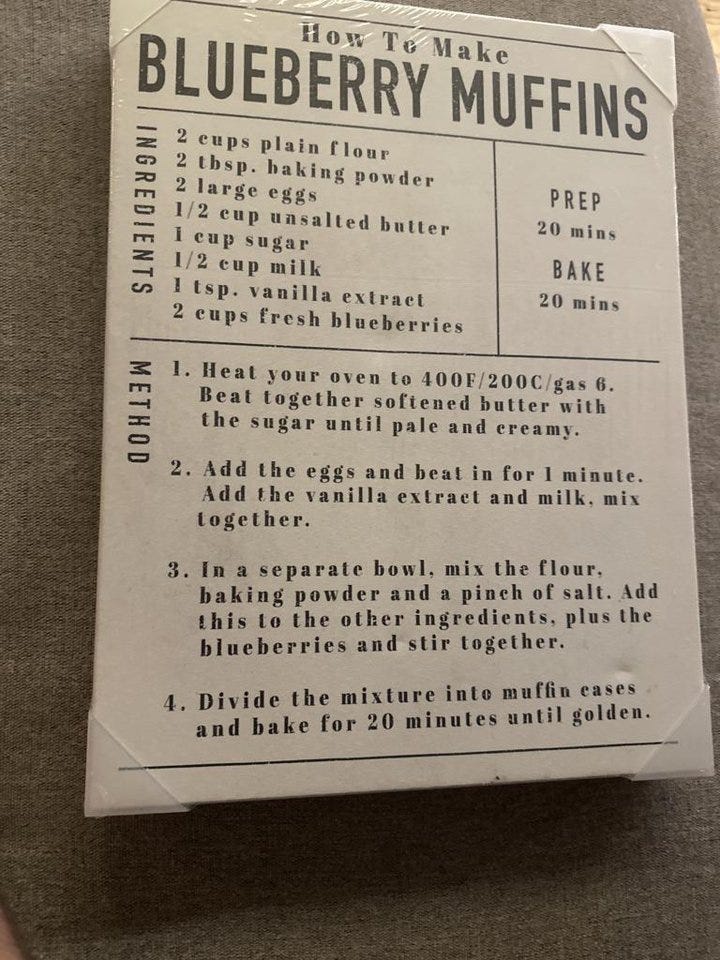 How To Make
BLUEBERRY MUFFINS
INGREDIENTS
2 cups plain flour
2 tbsp. baking powder
2 large eggs
1/2 cup unsalted butter
1 cup sugar
1/2 cup milk
1 tsp. vanilla extract
2 cups fresh blueberries
PREP
20 mins
BAKE
20 mins
METHOD
1. Heat your oven to 400F/200C/gas 6.
Beat together softened butter with
the sugar until pale and creamy.
2. Add the eggs and beat in for 1 minute.
Add the vanilla extract and milk, mix
together.
3. In a separate bowl, mix the flour,
baking powder and a pinch of salt. Add
this to the other ingredients, plus the
blueberries and stir together.
4. Divide the mixture into muffin cases
and bake for 20 minutes until golden.